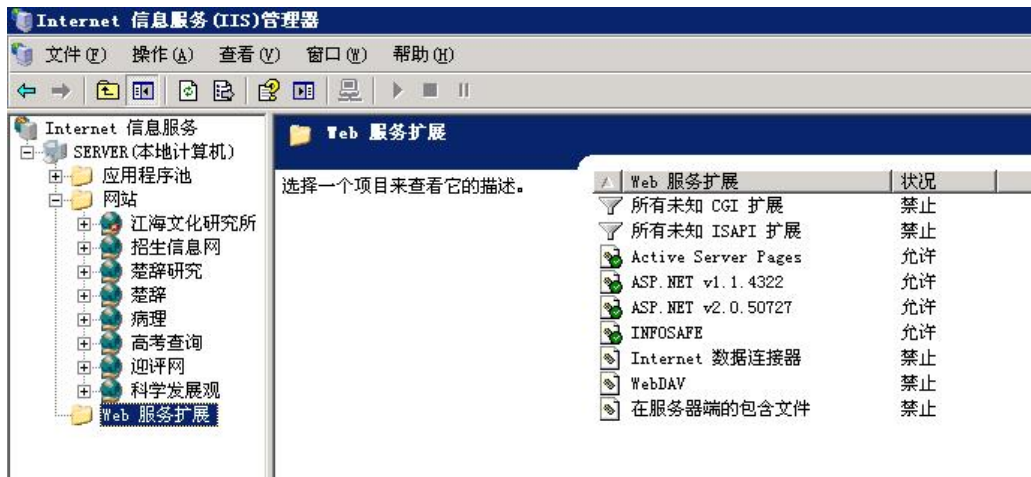 Internet 信息服务(IIS)管理器
文件(F) 操作(A) 查看(V) 窗口(W) 帮助(H)
Internet 信息服务
SERVER(本地计算机)
应用程序池
网站
江海文化研究所
招生信息网
楚辞研究
楚辞
病理
高考查询
迎评网
科学发展观
Web 服务扩展
Web 服务扩展
选择一个项目来查看它的描述。
Web 服务扩展 状况
所有未知 CGI 扩展 禁止
所有未知 ISAPI 扩展 禁止
Active Server Pages 允许
ASP.NET v1.1.4322 允许
ASP.NET v2.0.50727 允许
INFOSAFE 允许
Internet 数据连接器 禁止
WebDAV 禁止
在服务器端的包含文件 禁止